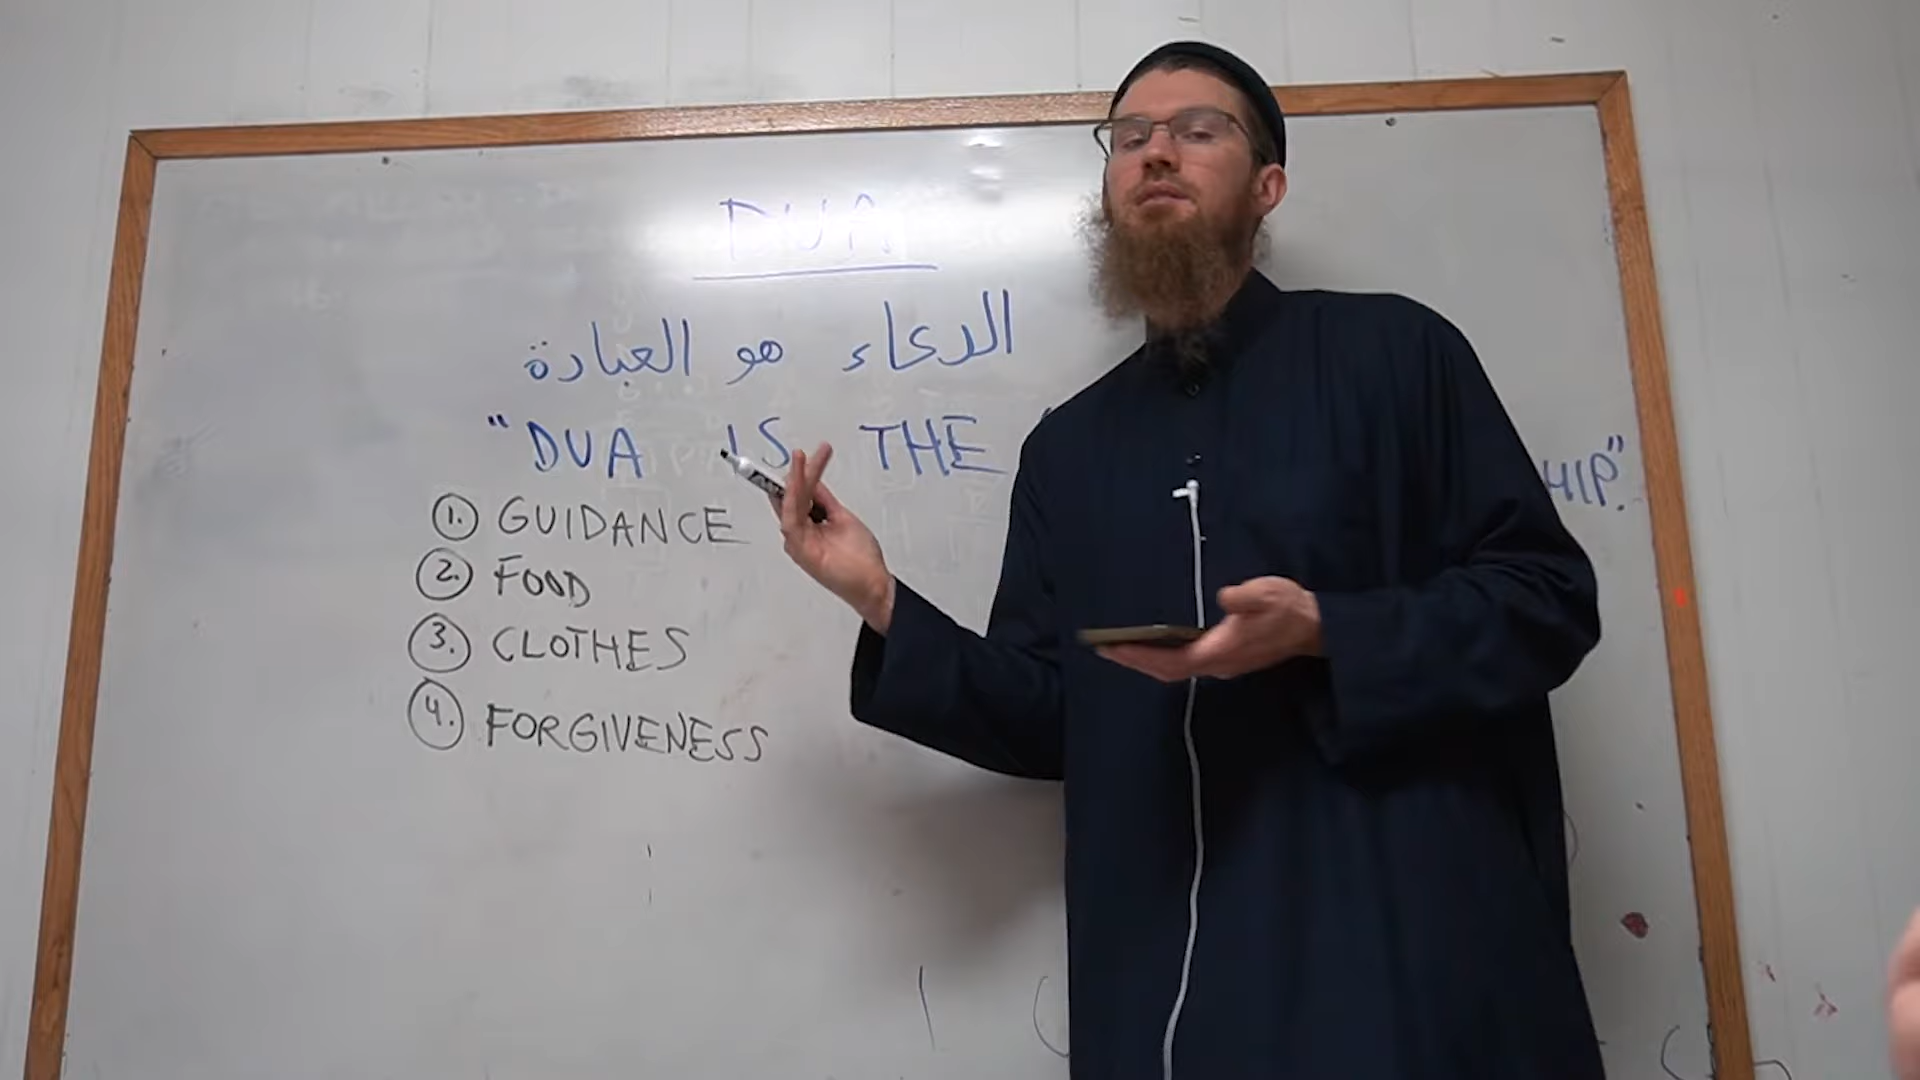 DUA
الدعاء هو العبادة
"DUA IS THE HIP."
1. GUIDANCE
2. FOOD
3. CLOTHES
4. FORGIVENESS